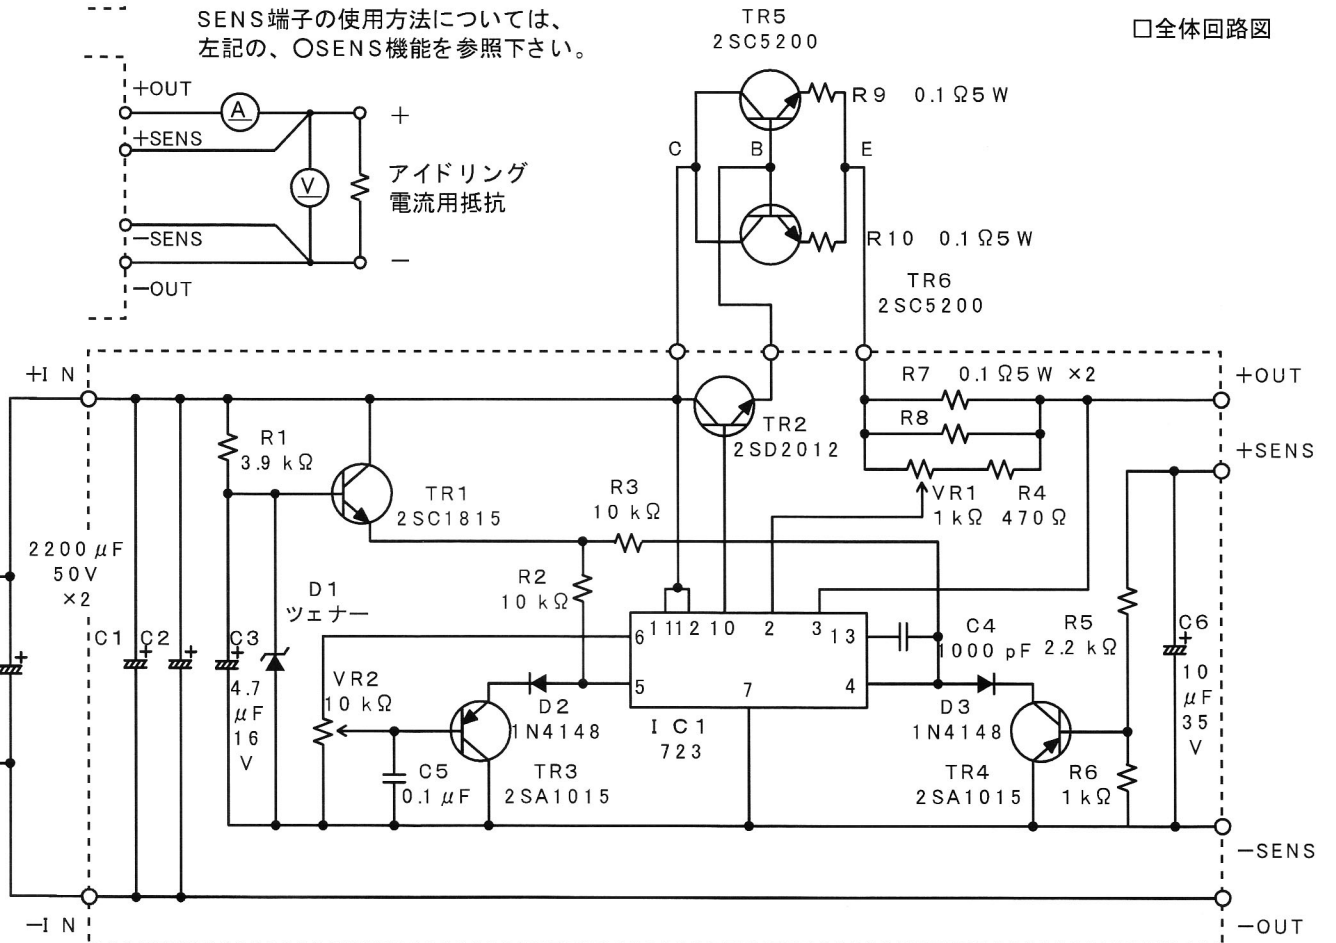 SENS端子の使用方法については、
左記の、○SENS機能を参照下さい。
□全体回路図
+OUT
A
+SENS
+
V
アイドリング
電流用抵抗
−SENS
−
−OUT
TR5
2SC5200
R9 0.1Ω5W
C
B
E
R10 0.1Ω5W
TR6
2SC5200
+IN
R7 0.1Ω5W ×2
+OUT
R8
R1
3.9kΩ
TR2
2SD2012
+SENS
TR1
2SC1815
R3
10kΩ
VR1
1kΩ
R4
470Ω
2200μF
50V
×2
D1
ツェナー
R2
10kΩ
C1
C2
C3
4.7
μF
16
V
6
11
12
10
2
3
13
5
7
4
C4
1000pF
R5
2.2kΩ
C6
10
μF
35
V
VR2
10kΩ
D2
1N4148
IC1
723
D3
1N4148
C5
0.1μF
TR3
2SA1015
TR4
2SA1015
R6
1kΩ
−SENS
−IN
−OUT